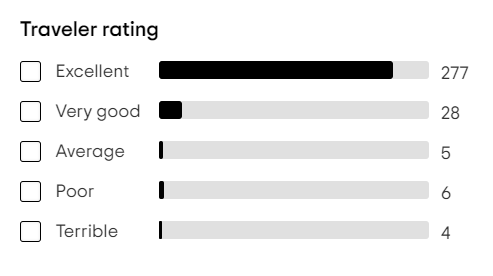 Traveler rating
Excellent 277
Very good 28
Average 5
Poor 6
Terrible 4